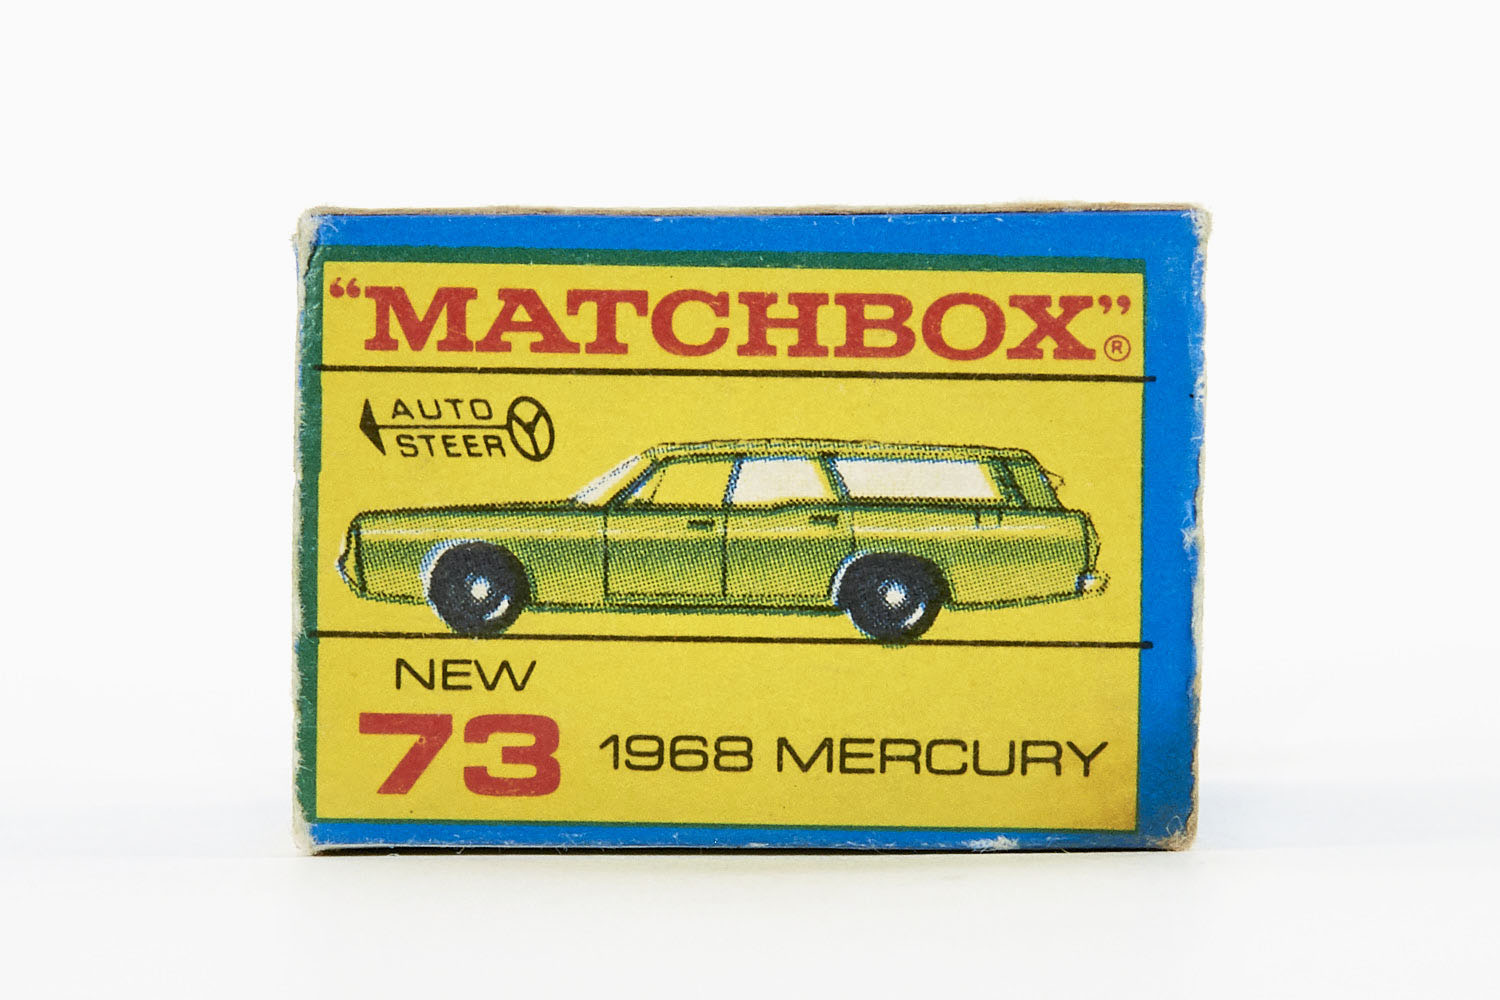 “MATCHBOX”®
AUTO
STEER
NEW
73 1968 MERCURY